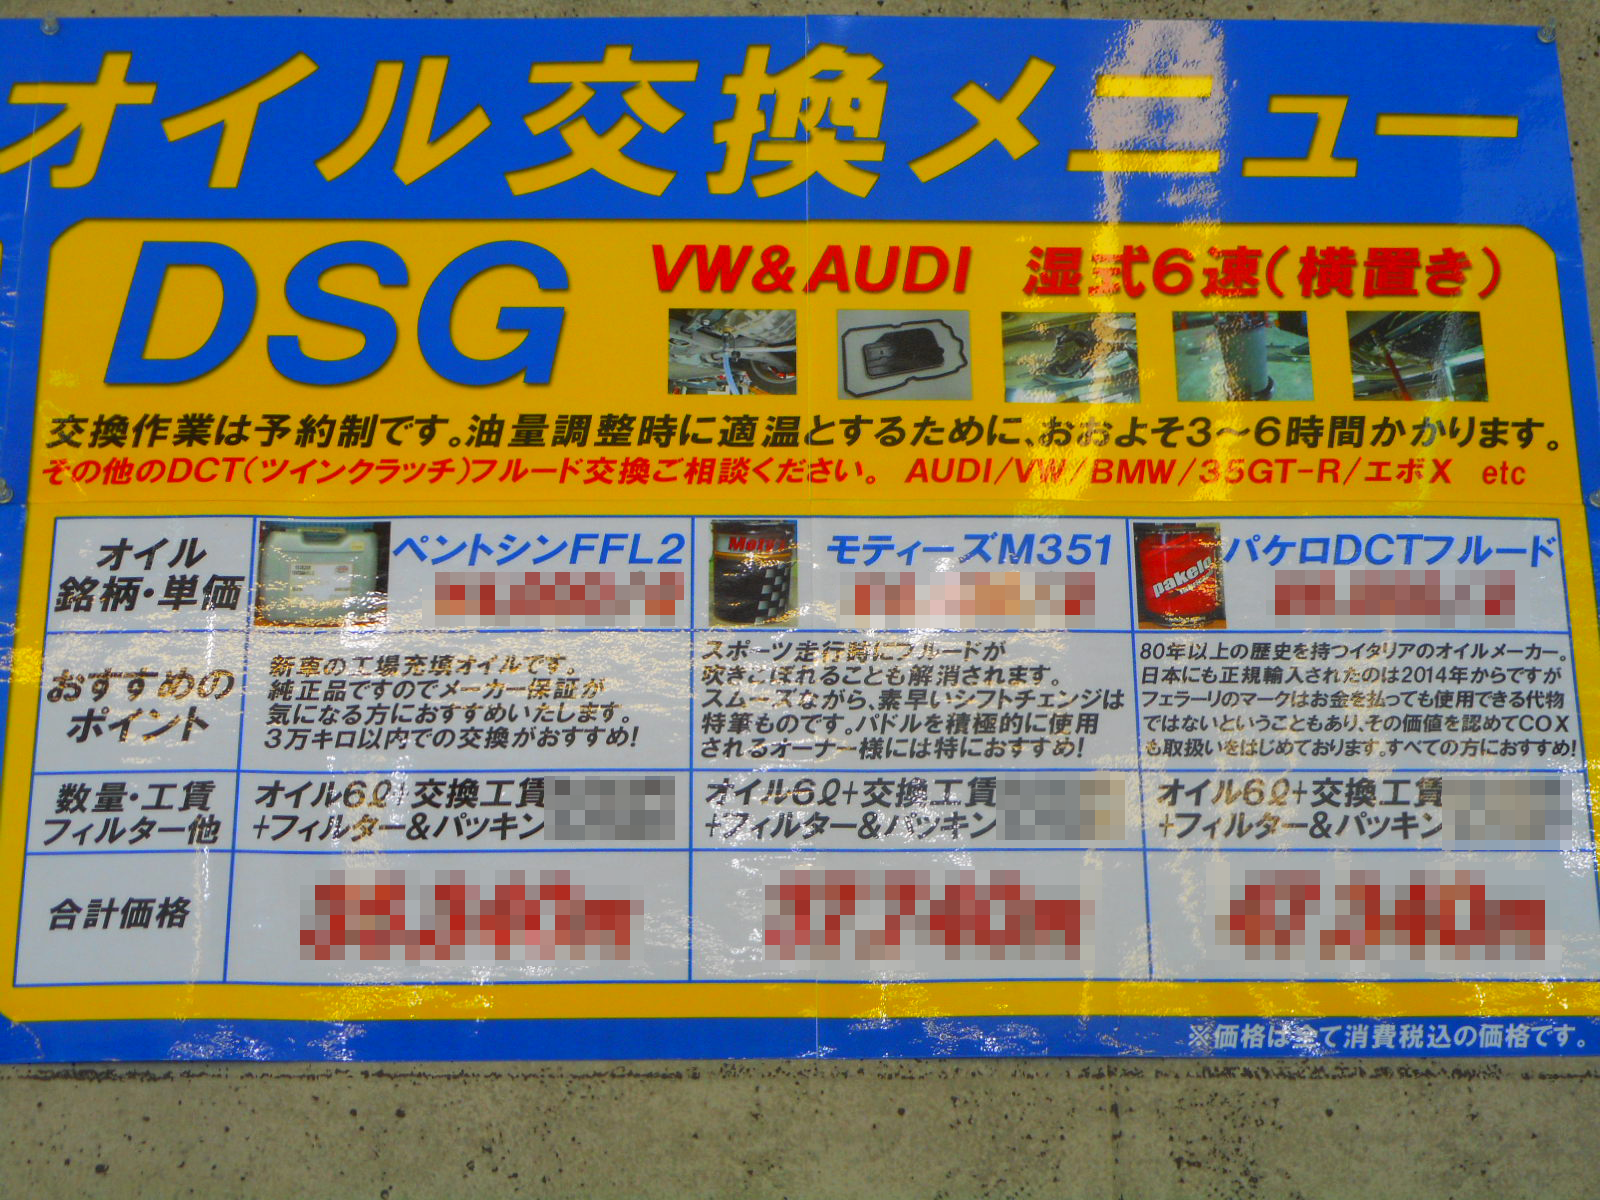 オイル交換メニュー
DSG
VW&AUDI 湿式6速(横置き)
交換作業は予約制です。油量調整時に適温とするために、おおよそ3～6時間かかります。
その他のDCT(ツインクラッチ)フルード交換ご相談ください。 AUDI/VW/BMW/35GT-R/エボX etc
オイル
銘柄・単価
ペントシンFFL2
モティーズM351
pakelo
パケロDCTフルード
おすすめの
ポイント
新車の工場充填オイルです。
純正品ですのでメーカー保証が
気になる方におすすめいたします。
3万キロ以内での交換がおすすめ!
スポーツ走行時にフルードが
吹きこぼれることも解消されます。
スムーズながら、素早いシフトチェンジは
特筆ものです。パドルを積極的に使用
されるオーナー様には特におすすめ!
80年以上の歴史を持つイタリアのオイルメーカー。
日本にも正規輸入されたのは2014年からですが
フェラーリのマークはお金を払っても使用できる代物
ではないということもあり、その価値を認めてCOX
も取扱いをはじめております。すべての方におすすめ!
数量・工賃
フィルター他
オイル6ℓ+交換工賃
+フィルター&パッキン
オイル6ℓ+交換工賃
+フィルター&パッキン
オイル6ℓ+交換工賃
+フィルター&パッキン
合計価格
※価格は全て消費税込の価格です。